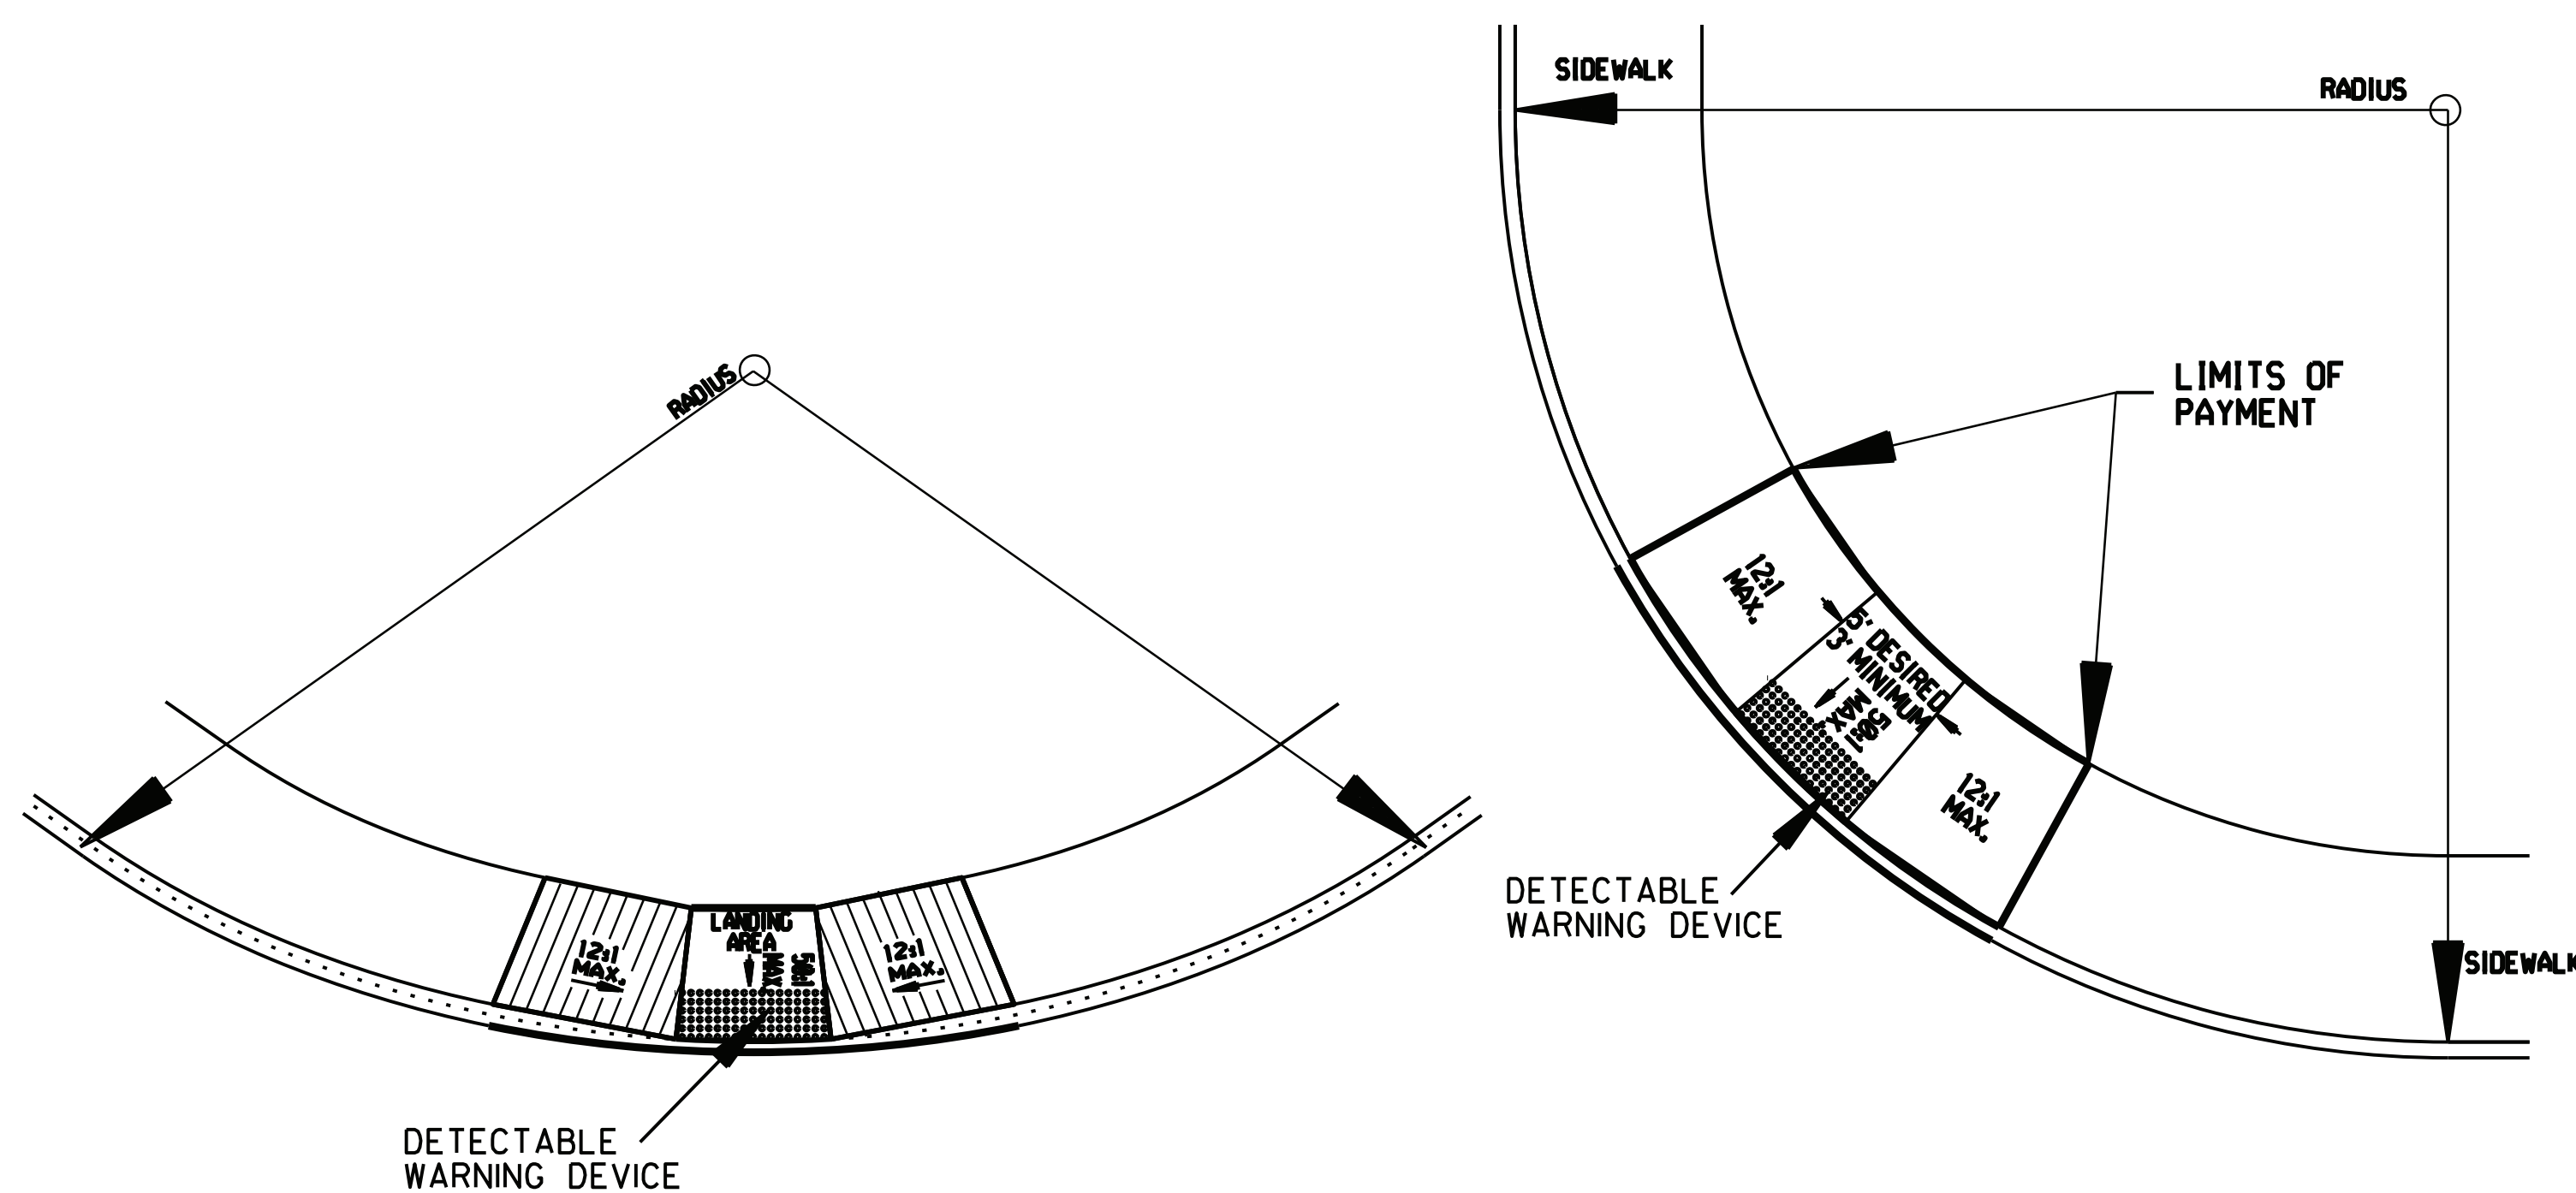 RADIUS
12:1
MAX.
LANDING
AREA
50:1
MAX.
12:1
MAX.
DETECTABLE
WARNING DEVICE
SIDEWALK
RADIUS
LIMITS OF
PAYMENT
12:1
MAX.
5' DESIRED
3' MINIMUM
50:1
MAX.
12:1
MAX.
DETECTABLE
WARNING DEVICE
SIDEWALK